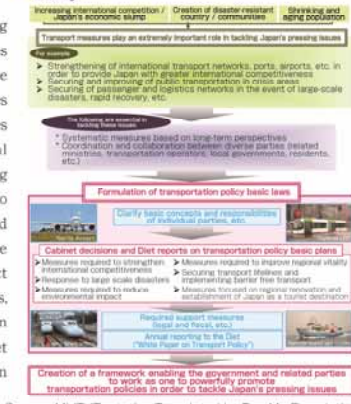 Increasing international competition /
Japan's economic slump
Creation of disaster-resistant
country / communities
Shrinking and
aging population
Transport measures play an extremely important role in tackling Japan's pressing issues
For example
Strengthening of international transport networks, ports, airports, etc. in
order to provide Japan with greater international competitiveness
Securing and improving of public transportation in crisis areas
Securing of passenger and logistics networks in the event of large-scale
disasters, rapid recovery, etc.
The following are essential in
tackling these issues.
* Systematic measures based on long-term perspectives
* Coordination and collaboration between diverse parties (related
ministries, transportation operators, local governments, residents,
etc.)
Formulation of transportation policy basic laws
Clarify basic concepts and responsibilities
of individual parties, etc.
Narita Airport
Cabinet decisions and Diet reports on transportation policy basic plans
Measures required to strengthen
international competitiveness
Response to large scale disasters
Measures required to reduce
environmental impact
Measures required to improve regional vitality
Securing transport lifelines and
implementing barrier free transport
Measures focused on regional renovation and
establishment of Japan as a tourist destination
Required support measures
(legal and fiscal, etc.)
Annual reporting to the Diet
("White Paper on Transport Policy")
Creation of a framework enabling the government and related parties
to work as one to powerfully promote
transportation policies in order to tackle Japan's pressing issues